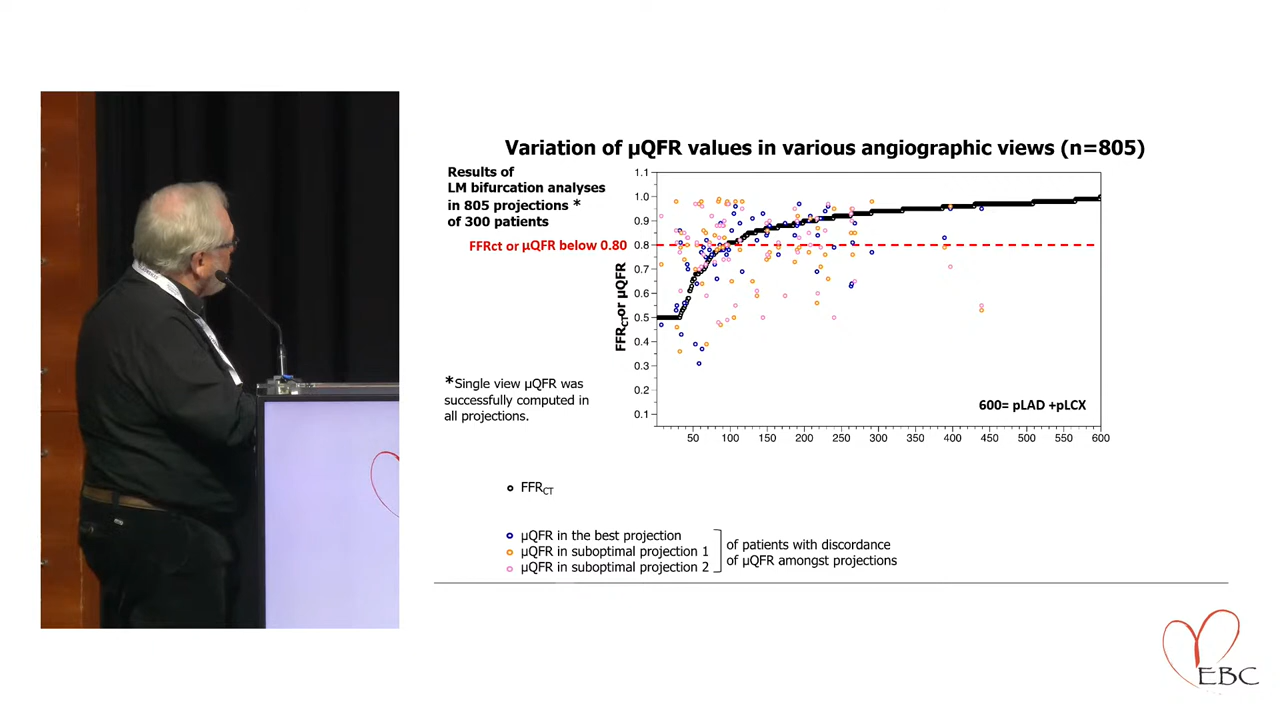 Variation of µQFR values in various angiographic views (n=805)
Results of
LM bifurcation analyses
in 805 projections *
of 300 patients
FFRct or µQFR below 0.80
FFRCT or µQFR
1.1
1.0
0.9
0.8
0.7
0.6
0.5
0.4
0.3
0.2
0.1
600= pLAD +pLCX
50 100 150 200 250 300 350 400 450 500 550 600
*Single view µQFR was
successfully computed in
all projections.
FFRCT
µQFR in the best projection
µQFR in suboptimal projection 1
µQFR in suboptimal projection 2
of patients with discordance
of µQFR amongst projections
EBC